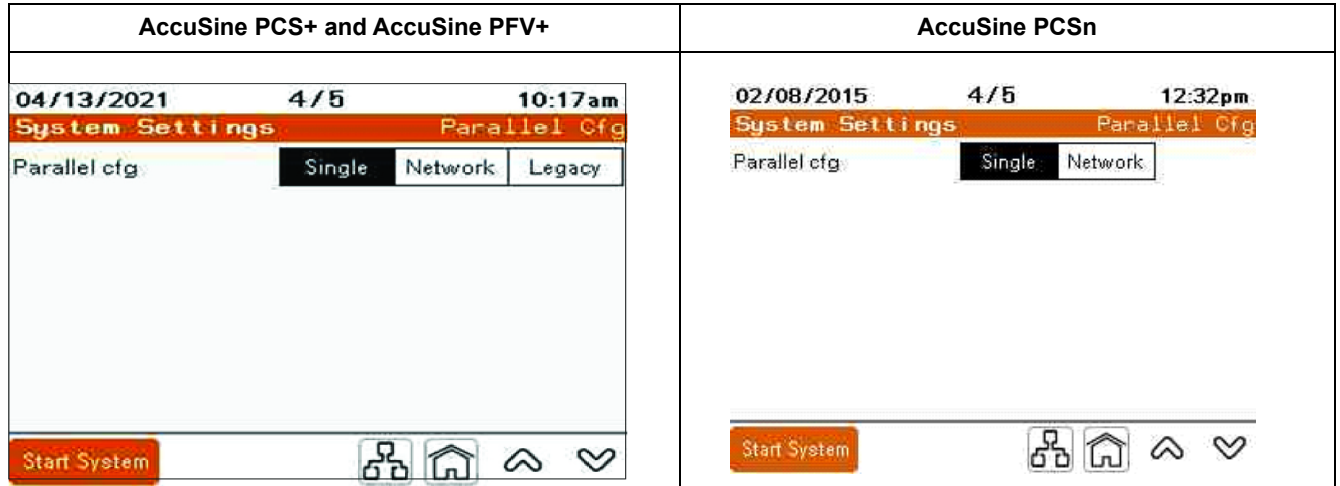 AccuSine PCS+ and AccuSine PFV+
AccuSine PCSn
04/13/2021 4/5 10:17am
System Settings Parallel Cfg
Parallel cfg Single Network Legacy
Start System
02/08/2015 4/5 12:32pm
System Settings Parallel Cfg
Parallel cfg Single Network
Start System